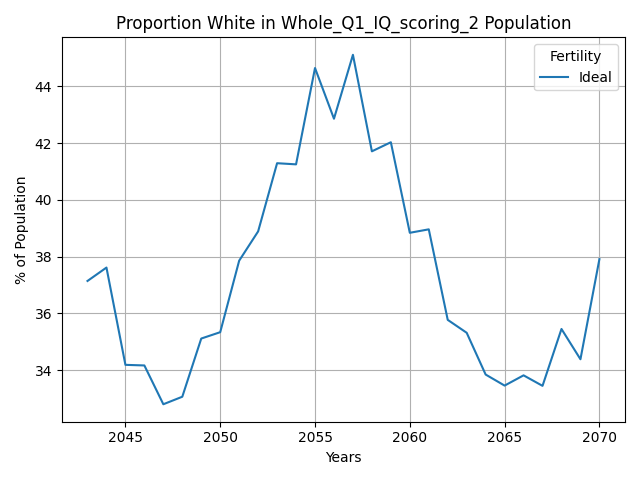 Proportion White in Whole_Q1_IQ_scoring_2 Population
Fertility
Ideal
% of Population
44
42
40
38
36
34
2045 2050 2055 2060 2065 2070
Years